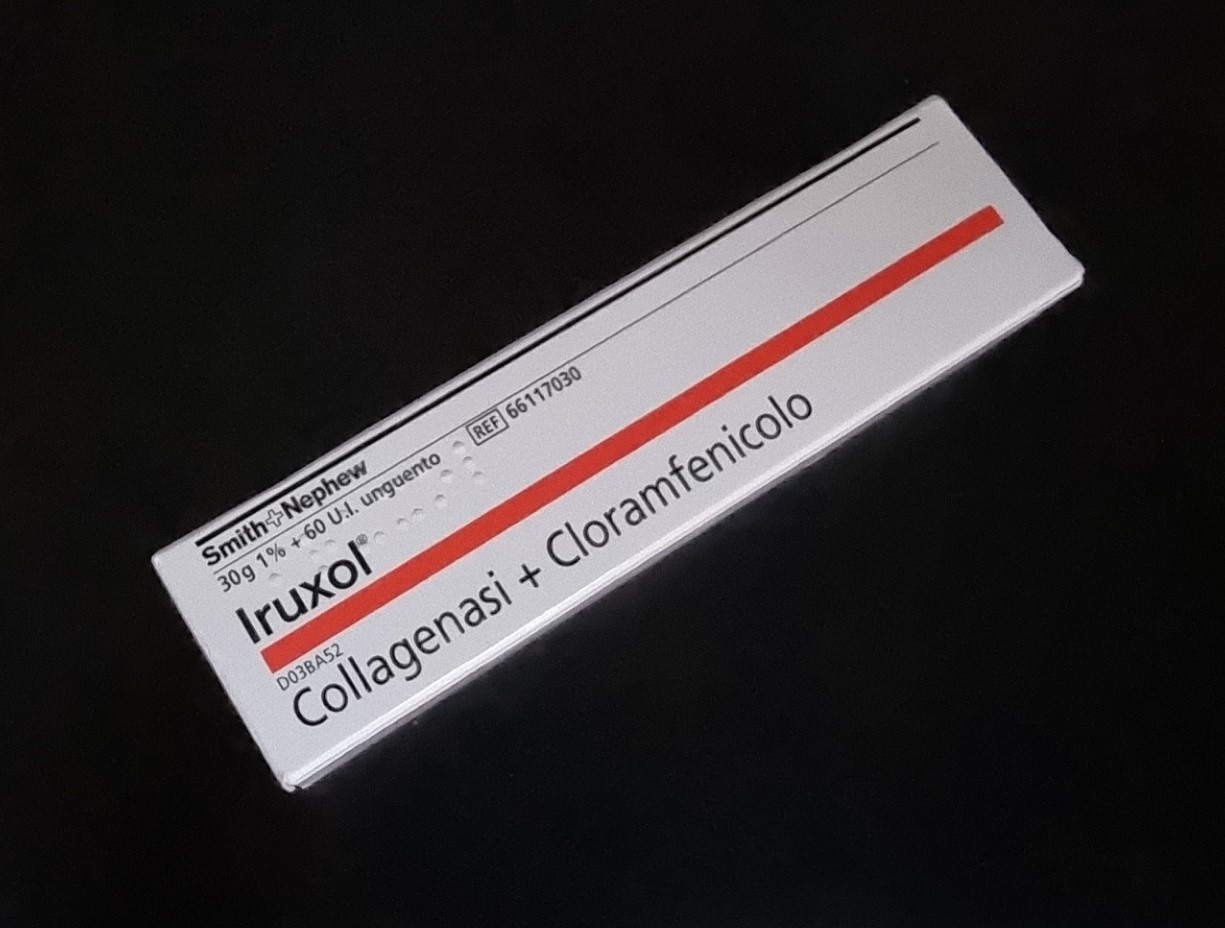 Smith+Nephew
30g 1% + 60 U.I. unguento REF 66117030
Iruxol®
D03BA52
Collagenasi + Cloramfenicolo